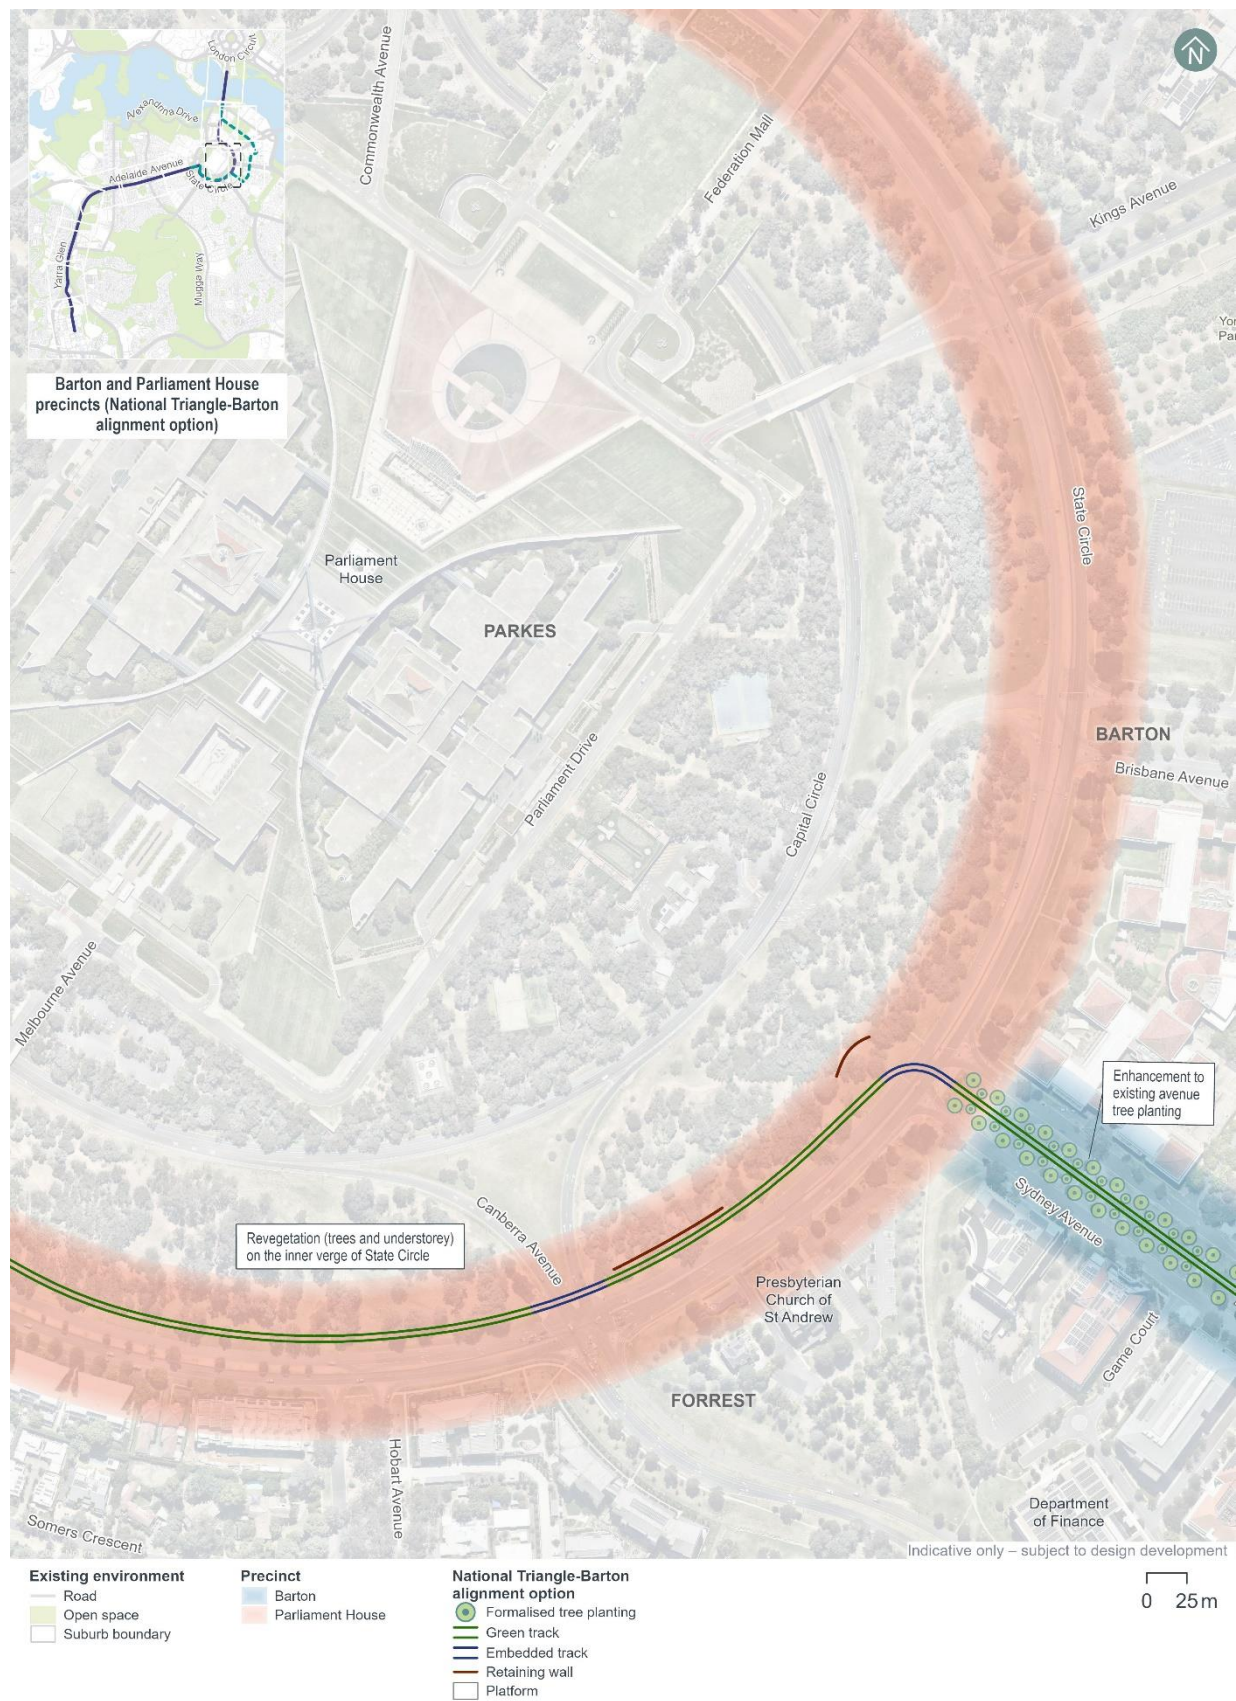 London Circuit
Alexandrina Drive
Adelaide Avenue
State Circle
Yarra Glen
Mugga Way
Barton and Parliament House
precincts (National Triangle-Barton
alignment option)
N
Commonwealth Avenue
Federation Mall
Kings Avenue
State Circle
Parliament
House
PARKES
BARTON
Brisbane Avenue
Parliament Drive
Capital Circle
Melbourne Avenue
Enhancement to
existing avenue
tree planting
Sydney Avenue
Canberra Avenue
Revegetation (trees and understorey)
on the inner verge of State Circle
Presbyterian
Church of
St Andrew
Game Court
FORREST
Hobart Avenue
Somers Crescent
Department
of Finance
Indicative only – subject to design development
Existing environment
Road
Open space
Suburb boundary
Precinct
Barton
Parliament House
National Triangle-Barton
alignment option
Formalised tree planting
Green track
Embedded track
Retaining wall
Platform
0 25 m